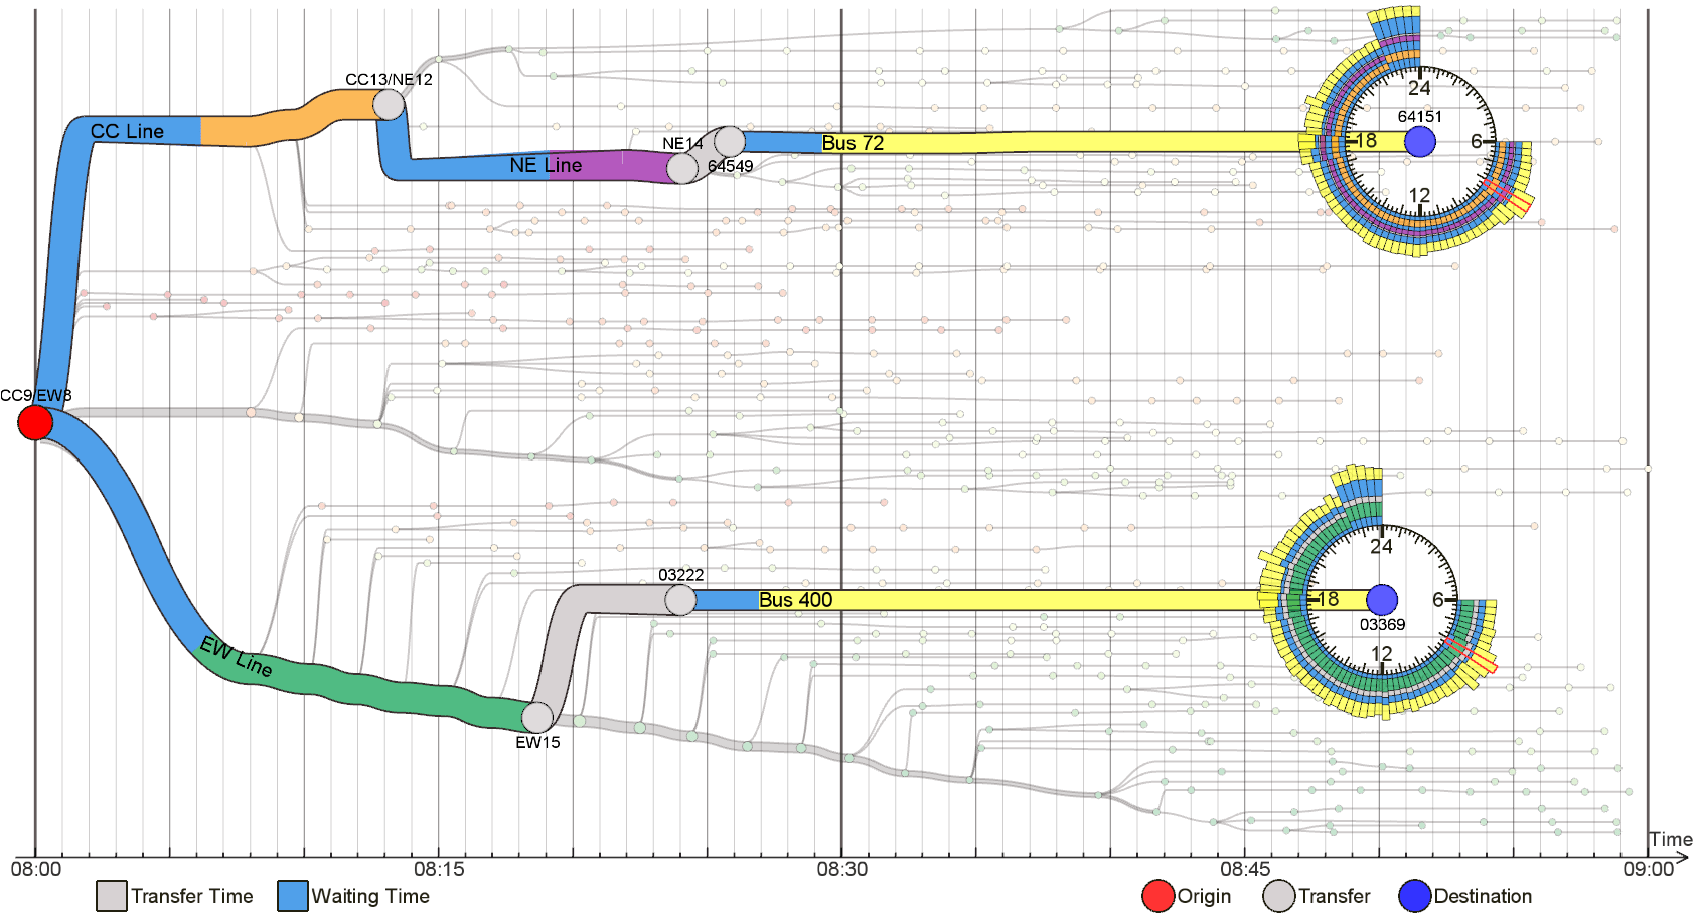 CC13/NE12
24
64151
CC Line
NE14
Bus 72
18
6
NE Line
64549
12
CC9/EW8
24
03222
Bus 400
18
6
03369
EW Line
12
EW15
Time
08:00
08:15
08:30
08:45
09:00
Transfer Time
Waiting Time
Origin
Transfer
Destination